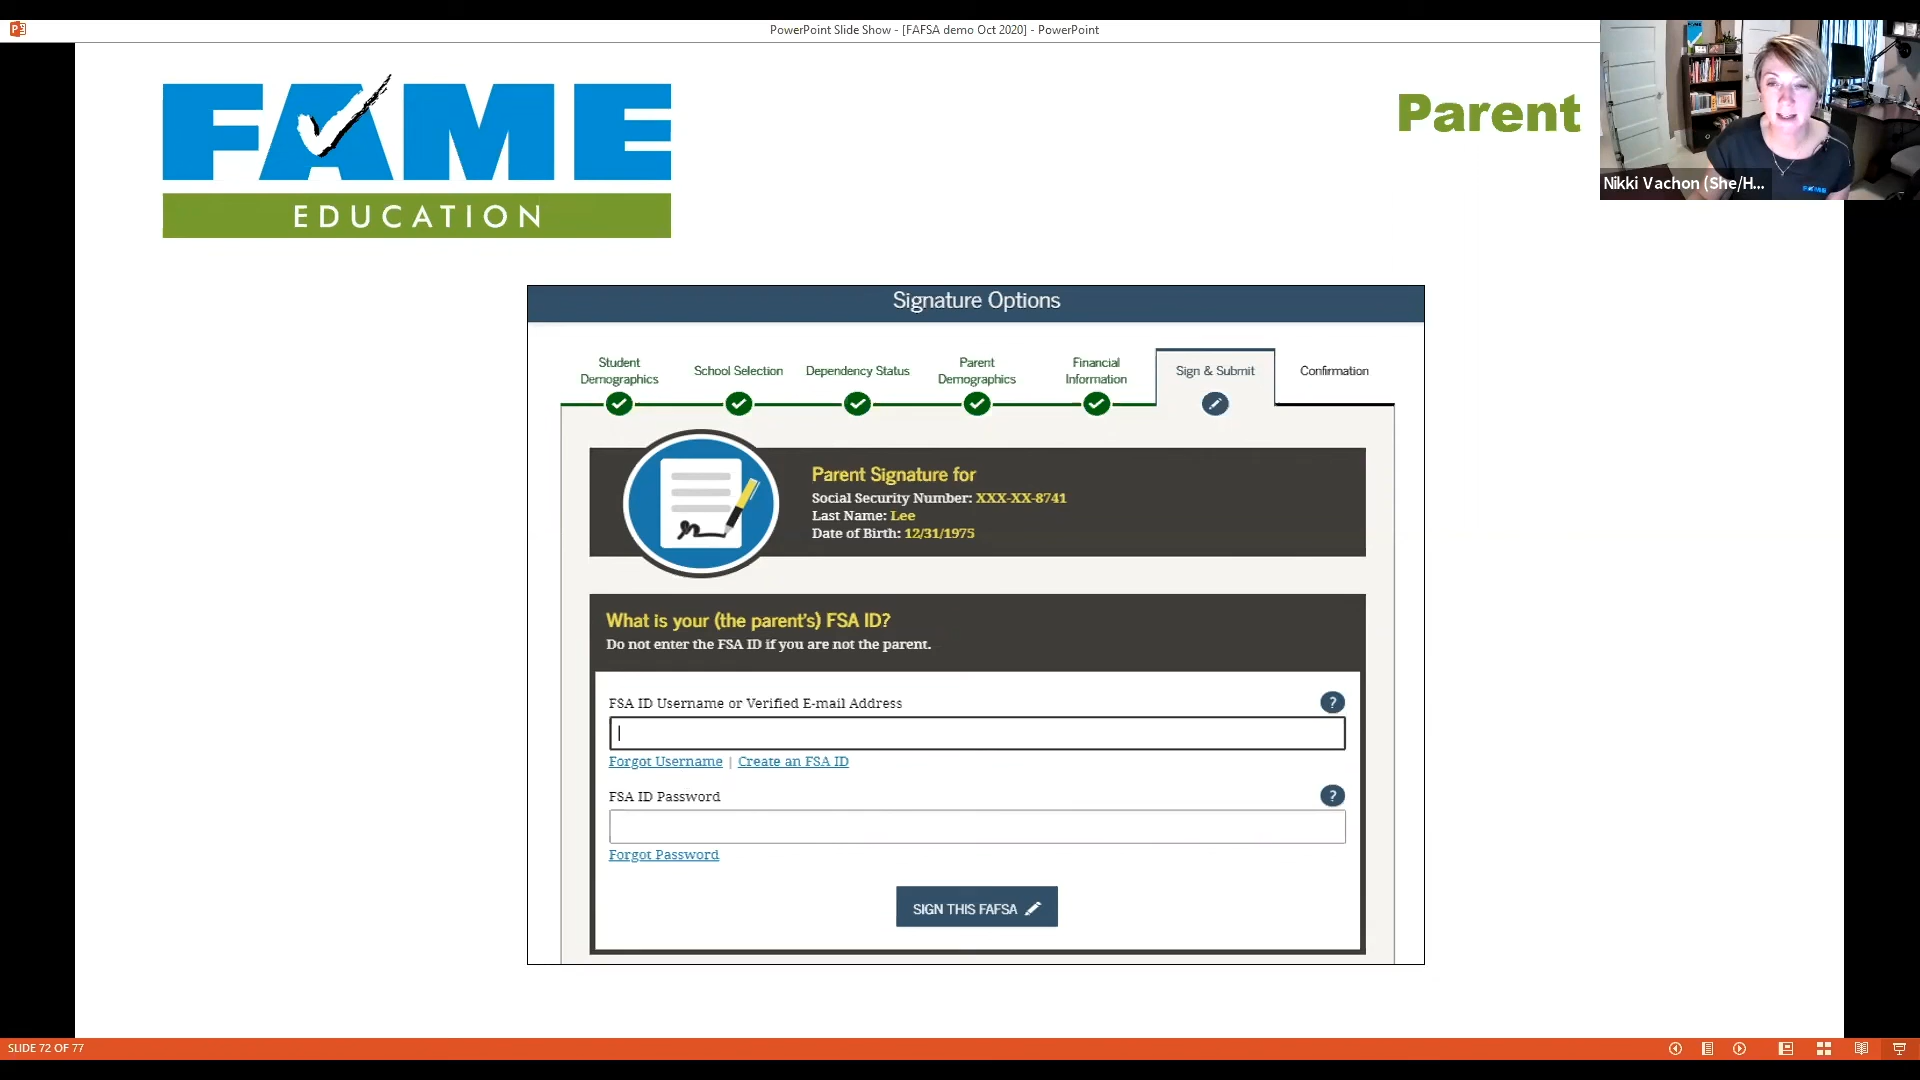 PowerPoint Slide Show - [FAFSA demo Oct 2020] - PowerPoint
FAME
EDUCATION
Parent
Nikki Vachon (She/H...
FAME
Signature Options
Student
Demographics
School Selection
Dependency Status
Parent
Demographics
Financial
Information
Sign & Submit
Confirmation
Parent Signature for
Social Security Number: XXX-XX-8741
Last Name: Lee
Date of Birth: 12/31/1975
What is your (the parent's) FSA ID?
Do not enter the FSA ID if you are not the parent.
FSA ID Username or Verified E-mail Address
?
Forgot Username | Create an FSA ID
FSA ID Password
?
Forgot Password
SIGN THIS FAFSA
SLIDE 72 OF 77